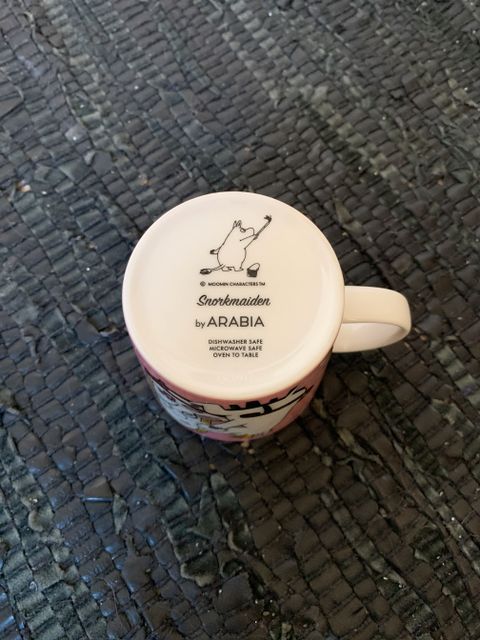 © MOOMIN CHARACTERS TM
Snorkmaiden
by ARABIA
DISHWASHER SAFE
MICROWAVE SAFE
OVEN TO TABLE